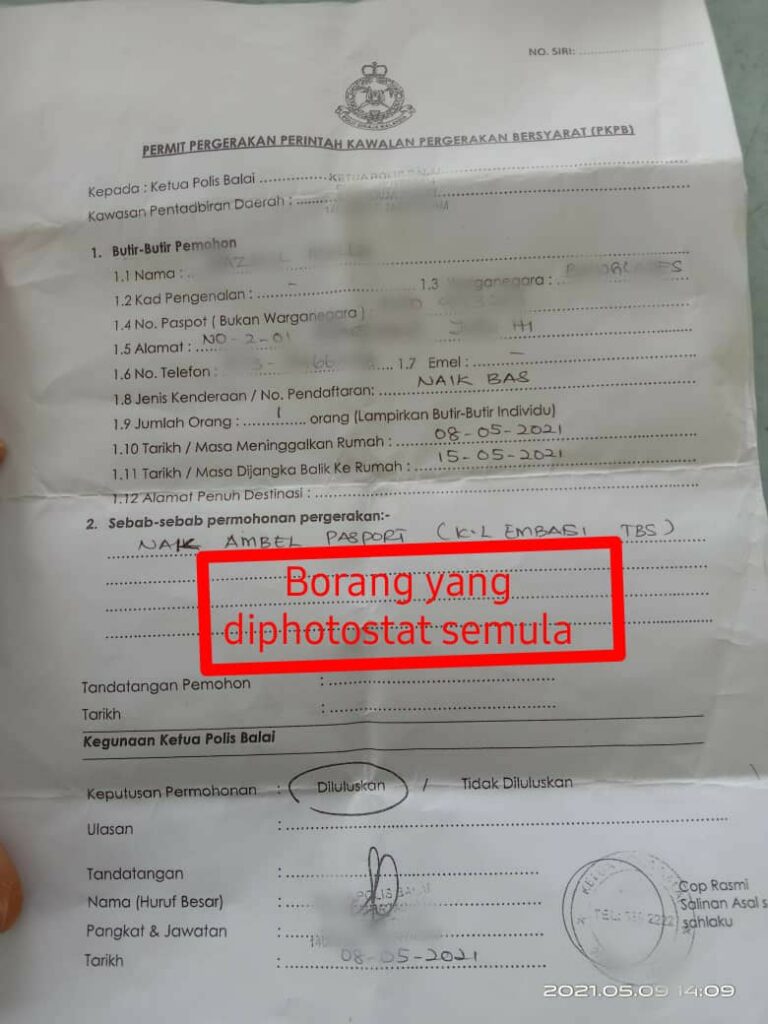 NO. SIRI: ....................
PERMIT PERGERAKAN PERINTAH KAWALAN PERGERAKAN BERSYARAT (PKPB)
Kepada : Ketua Polis Balai .............. KETUA POLIS BALAI
Kawasan Pentadbiran Daerah : ........
1. Butir-Butir Pemohon
1.1 Nama :
1.2 Kad Pengenalan : ........ - ........ 1.3 Warganegara :
1.4 No. Paspot ( Bukan Warganegara )
1.5 Alamat : NO-2-01
1.6 No. Telefon : 1.7 Emel : -
1.8 Jenis Kenderaan / No. Pendaftaran: NAIK BAS
1.9 Jumlah Orang : 1 orang (Lampirkan Butir-Butir Individu)
1.10 Tarikh / Masa Meninggalkan Rumah : 08-05-2021
1.11 Tarikh / Masa Dijangka Balik Ke Rumah : 15-05-2021
1.12 Alamat Penuh Destinasi : ....................
2. Sebab-sebab permohonan pergerakan:-
NAIK AMBEL PASPORT (K.L EMBASI TBS)
Borang yang
diphotostat semula
Tandatangan Pemohon : ....................
Tarikh : ....................
Kegunaan Ketua Polis Balai
Keputusan Permohonan : Diluluskan / Tidak Diluluskan
Ulasan : ....................
Tandatangan : ....................
Nama (Huruf Besar) : ....................
Pangkat & Jawatan : ....................
Tarikh : 08-05-2021
Cop Rasmi
Salinan Asal s
sahlaku
2021.05.09 14:09